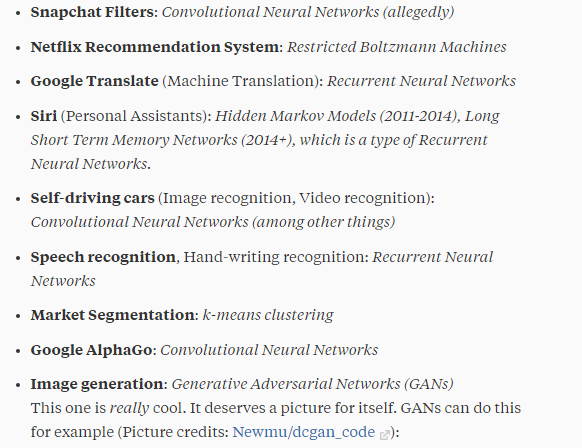 • Snapchat Filters: Convolutional Neural Networks (allegedly)
• Netflix Recommendation System: Restricted Boltzmann Machines
• Google Translate (Machine Translation): Recurrent Neural Networks
• Siri (Personal Assistants): Hidden Markov Models (2011-2014), Long
Short Term Memory Networks (2014+), which is a type of Recurrent
Neural Networks.
• Self-driving cars (Image recognition, Video recognition):
Convolutional Neural Networks (among other things)
• Speech recognition, Hand-writing recognition: Recurrent Neural
Networks
• Market Segmentation: k-means clustering
• Google AlphaGo: Convolutional Neural Networks
• Image generation: Generative Adversarial Networks (GANs)
This one is really cool. It deserves a picture for itself. GANs can do this
for example (Picture credits: Newmu/dcgan_code):